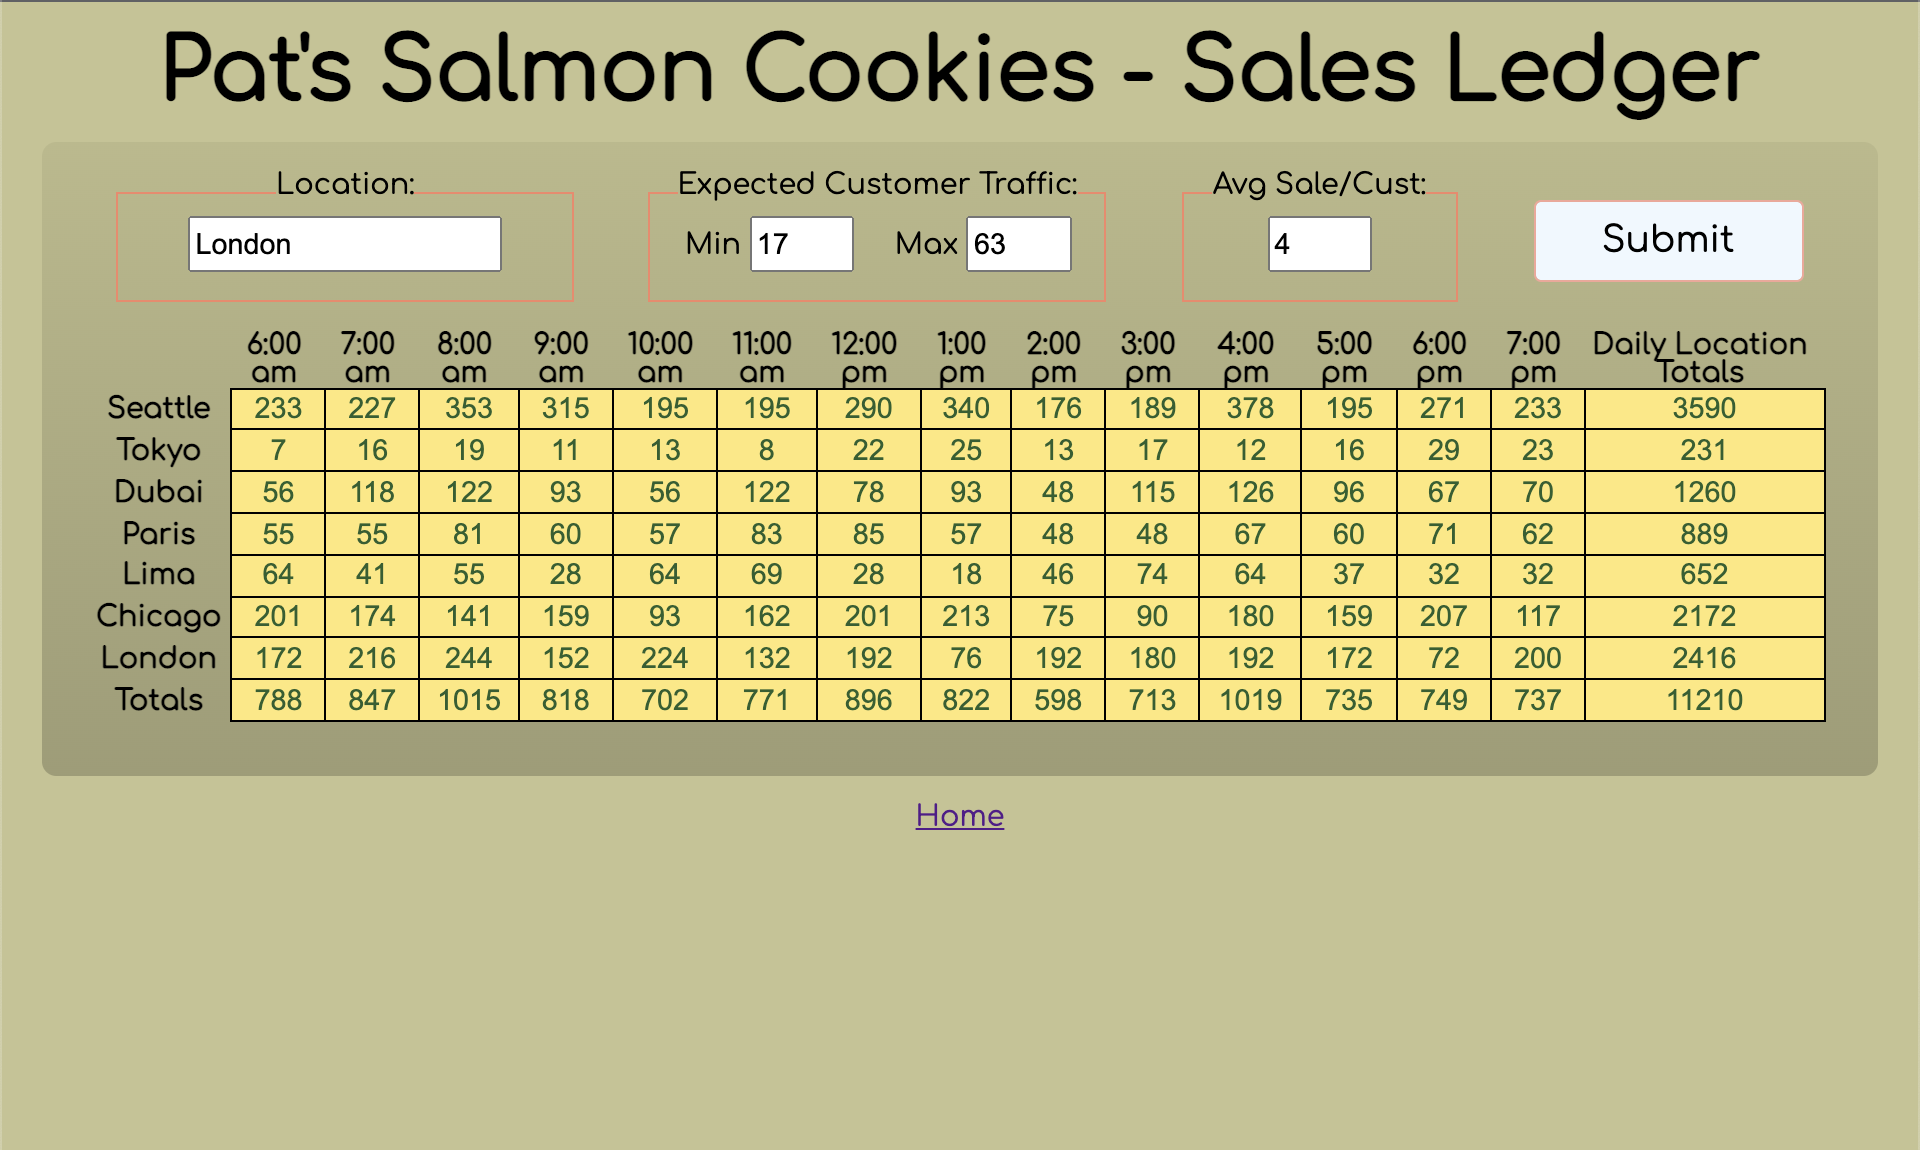 Pat's Salmon Cookies - Sales Ledger
Location: Expected Customer Traffic: Avg Sale/Cust:
London Min 17 Max 63 4 Submit
6:00 am 7:00 am 8:00 am 9:00 am 10:00 am 11:00 am 12:00 pm 1:00 pm 2:00 pm 3:00 pm 4:00 pm 5:00 pm 6:00 pm 7:00 pm Daily Location Totals
Seattle 233 227 353 315 195 195 290 340 176 189 378 195 271 233 3590
Tokyo 7 16 19 11 13 8 22 25 13 17 12 16 29 23 231
Dubai 56 118 122 93 56 122 78 93 48 115 126 96 67 70 1260
Paris 55 55 81 60 57 83 85 57 48 48 67 60 71 62 889
Lima 64 41 55 28 64 69 28 18 46 74 64 37 32 32 652
Chicago 201 174 141 159 93 162 201 213 75 90 180 159 207 117 2172
London 172 216 244 152 224 132 192 76 192 180 192 172 72 200 2416
Totals 788 847 1015 818 702 771 896 822 598 713 1019 735 749 737 11210
Home